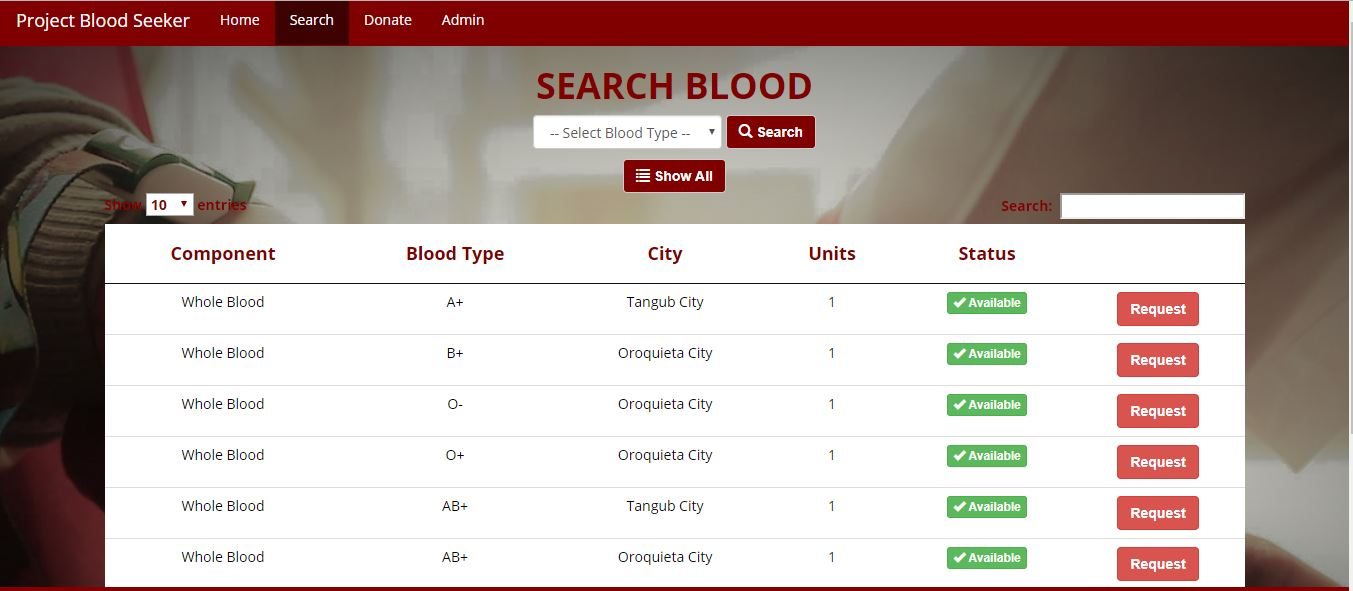 Project Blood Seeker Home Search Donate Admin
SEARCH BLOOD
-- Select Blood Type -- Search
Show All
Show 10 entries Search:
Component Blood Type City Units Status
Whole Blood A+ Tangub City 1 Available Request
Whole Blood B+ Oroquieta City 1 Available Request
Whole Blood O- Oroquieta City 1 Available Request
Whole Blood O+ Oroquieta City 1 Available Request
Whole Blood AB+ Tangub City 1 Available Request
Whole Blood AB+ Oroquieta City 1 Available Request